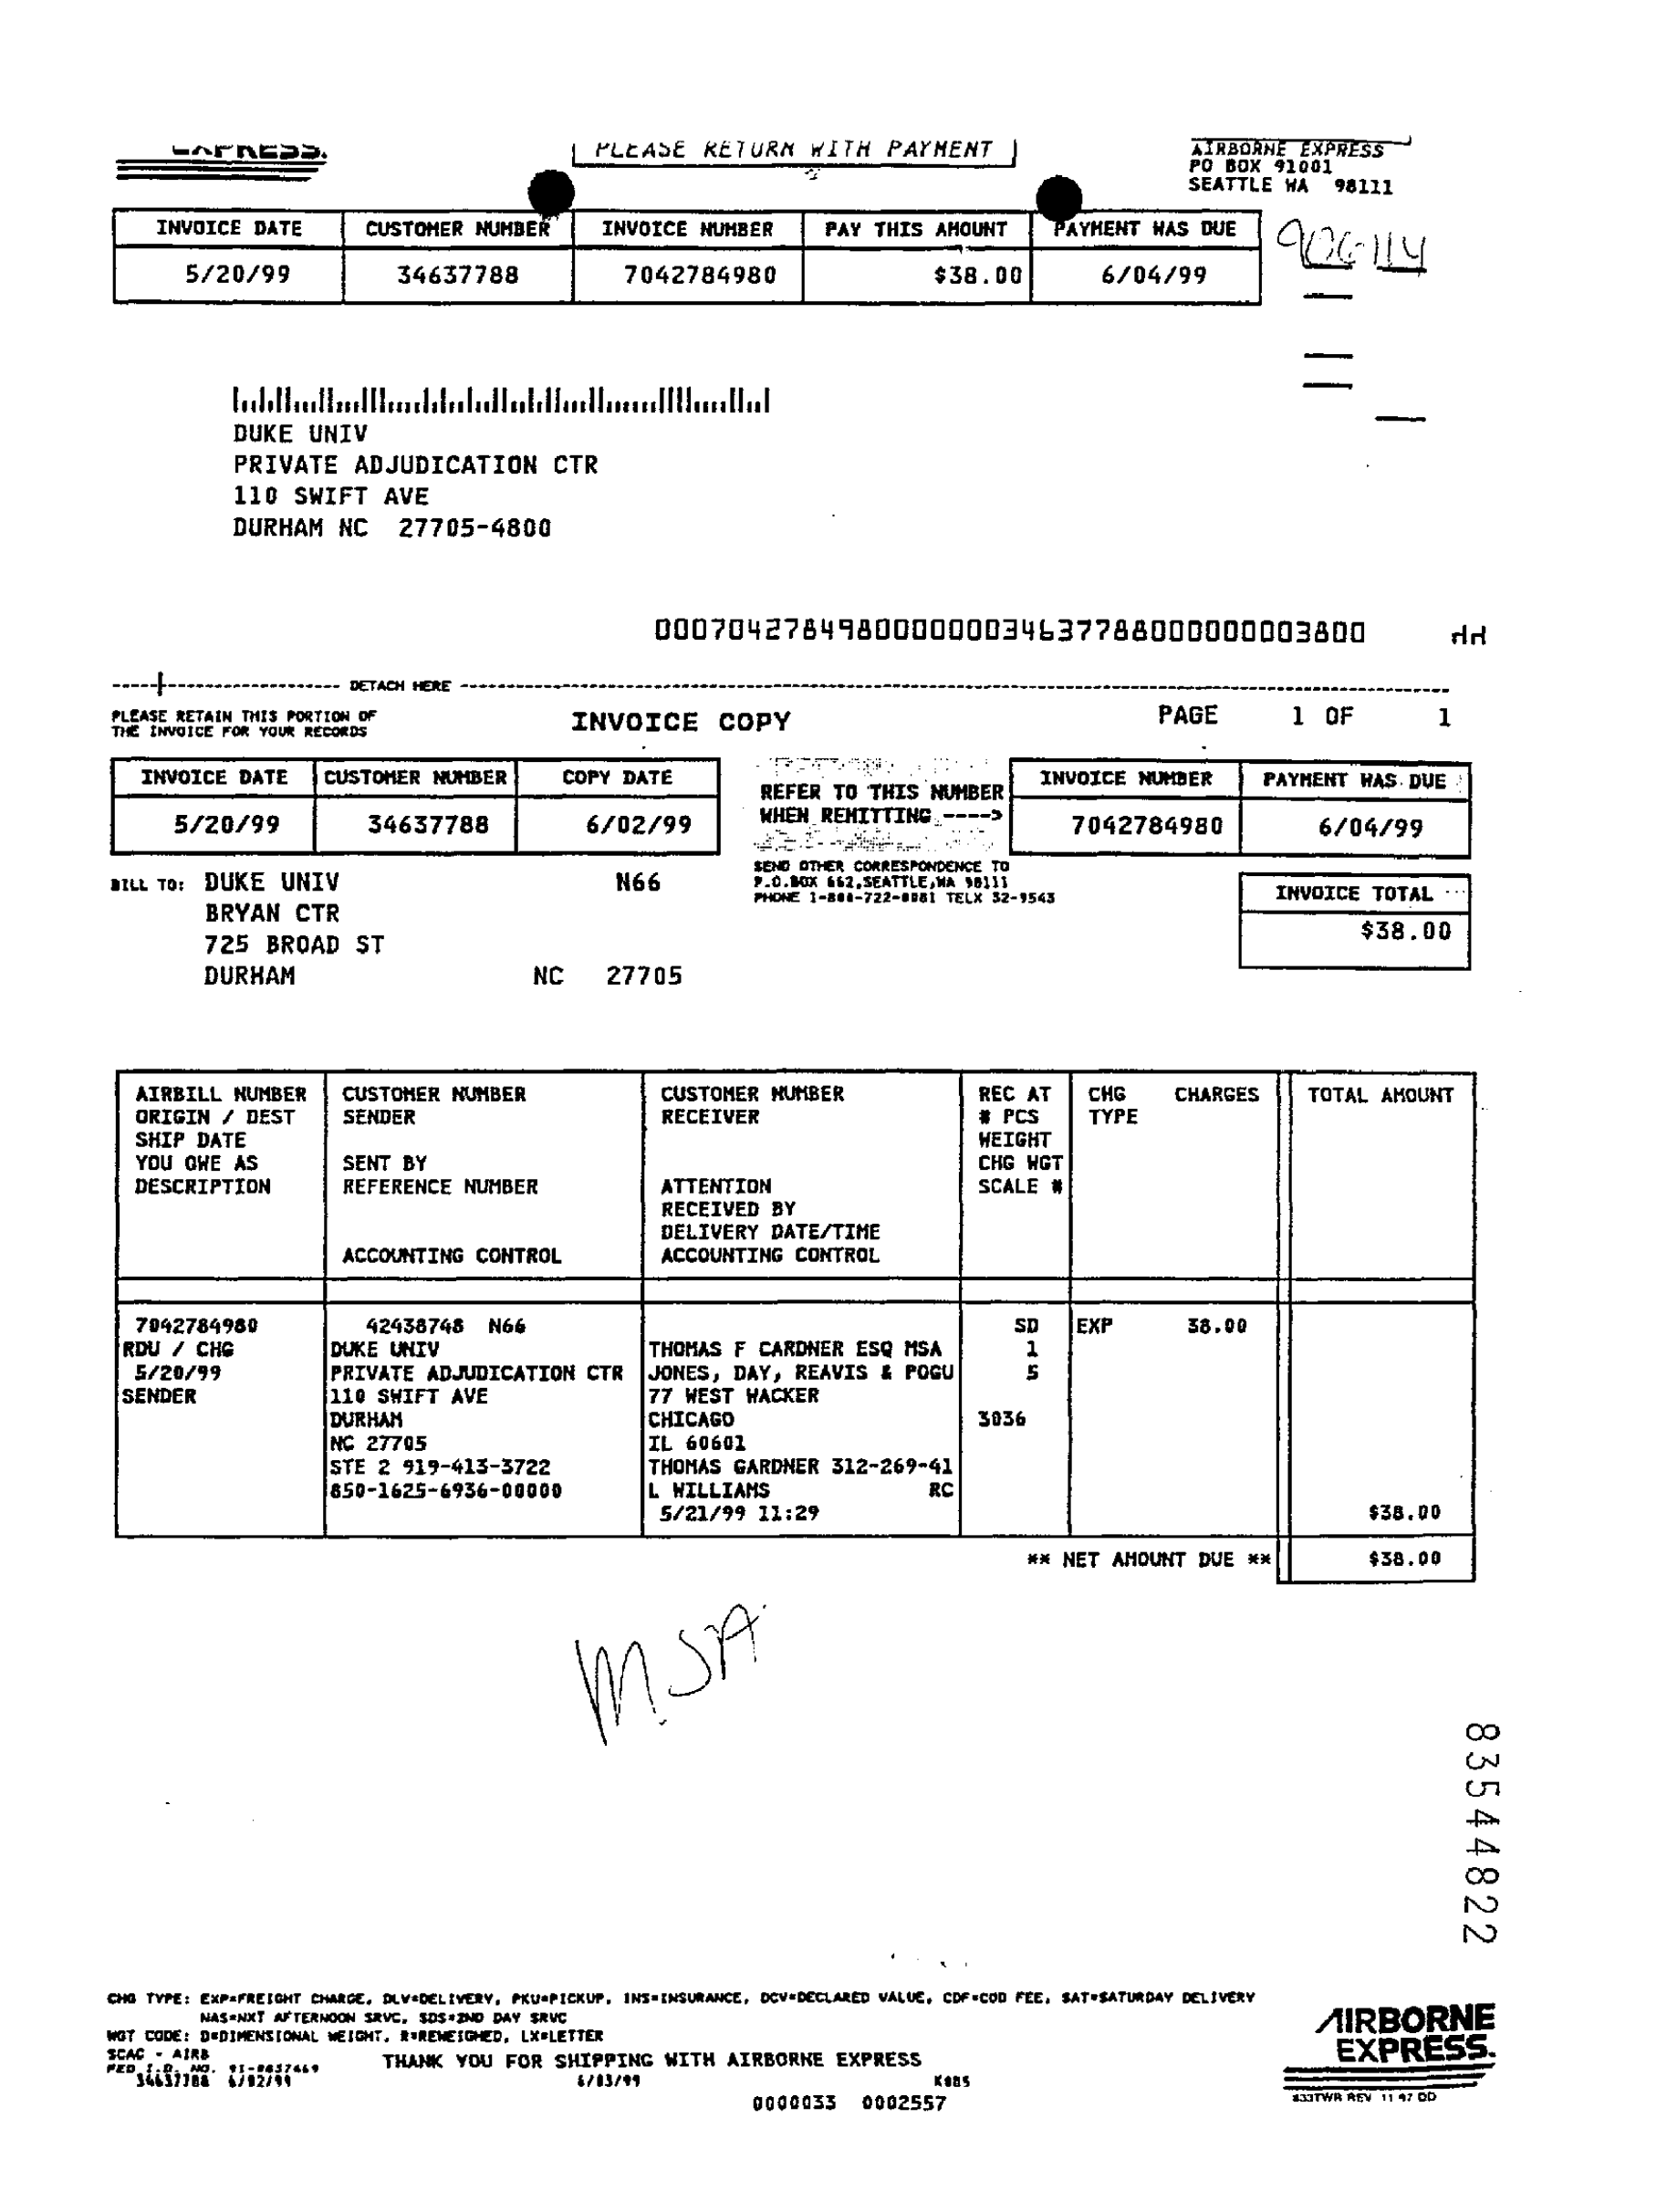 EXPRESS.
PLEASE RETURN WITH PAYMENT
AIRBORNE EXPRESS
PO BOX 91001
SEATTLE WA 98111
INVOICE DATE CUSTOMER NUMBER INVOICE NUMBER PAY THIS AMOUNT PAYMENT WAS DUE
5/20/99 34637788 7042784980 $38.00 6/04/99
906-114
DUKE UNIV
PRIVATE ADJUDICATION CTR
110 SWIFT AVE
DURHAM NC 27705-4800
DETACH HERE
PLEASE RETAIN THIS PORTION OF
THE INVOICE FOR YOUR RECORDS
INVOICE COPY
PAGE 1 OF 1
INVOICE DATE CUSTOMER NUMBER COPY DATE
5/20/99 34637788 6/02/99
REFER TO THIS NUMBER
WHEN REMITTING ---->
INVOICE NUMBER PAYMENT WAS DUE
7042784980 6/04/99
SEND OTHER CORRESPONDENCE TO
P.O.BOX 662,SEATTLE,WA 98111
TELX 32-9543
BILL TO: DUKE UNIV N66
BRYAN CTR
725 BROAD ST
DURHAM NC 27705
INVOICE TOTAL
$38.00
AIRBILL NUMBER CUSTOMER NUMBER CUSTOMER NUMBER REC AT CHG CHARGES TOTAL AMOUNT
ORIGIN / DEST SENDER RECEIVER # PCS TYPE
SHIP DATE WEIGHT
YOU OWE AS SENT BY CHG WGT
DESCRIPTION REFERENCE NUMBER ATTENTION SCALE #
RECEIVED BY
DELIVERY DATE/TIME
ACCOUNTING CONTROL ACCOUNTING CONTROL
7042784980 42438748 N66 SD EXP 38.00
RDU / CHG DUKE UNIV THOMAS F CARDNER ESQ MSA 1
5/20/99 PRIVATE ADJUDICATION CTR JONES, DAY, REAVIS & POGU 5
SENDER 110 SWIFT AVE 77 WEST WACKER
DURHAM CHICAGO 3036
NC 27705 IL 60601
STE 2 919-413-3722 THOMAS GARDNER 312-269-41
850-1625-6936-00000 L WILLIAMS RC
5/21/99 11:29 $38.00
** NET AMOUNT DUE ** $38.00
MSA
83544822
CHG TYPE: EXP=FREIGHT CHARGE, DLV=DELIVERY, PKU=PICKUP, INS=INSURANCE, DCV=DECLARED VALUE, CDF=COD FEE, SAT=SATURDAY DELIVERY
NAS=NXT AFTERNOON SRVC, SDS=2ND DAY SRVC
WGT CODE: D=DIMENSIONAL WEIGHT, R=REWEIGHED, LX=LETTER
SCAC - AIRB
FED I.D. NO.
THANK YOU FOR SHIPPING WITH AIRBORNE EXPRESS
34637788 6/02/99 6/03/99
0000033 0002557
AIRBORNE
EXPRESS.
833TWR REV 11 97 DD